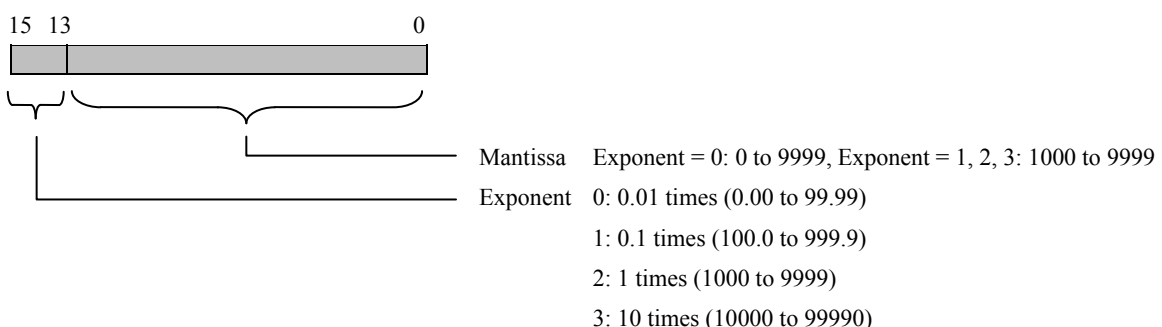 15 13 0
Mantissa Exponent = 0: 0 to 9999, Exponent = 1, 2, 3: 1000 to 9999
Exponent 0: 0.01 times (0.00 to 99.99)
1: 0.1 times (100.0 to 999.9)
2: 1 times (1000 to 9999)
3: 10 times (10000 to 99990)